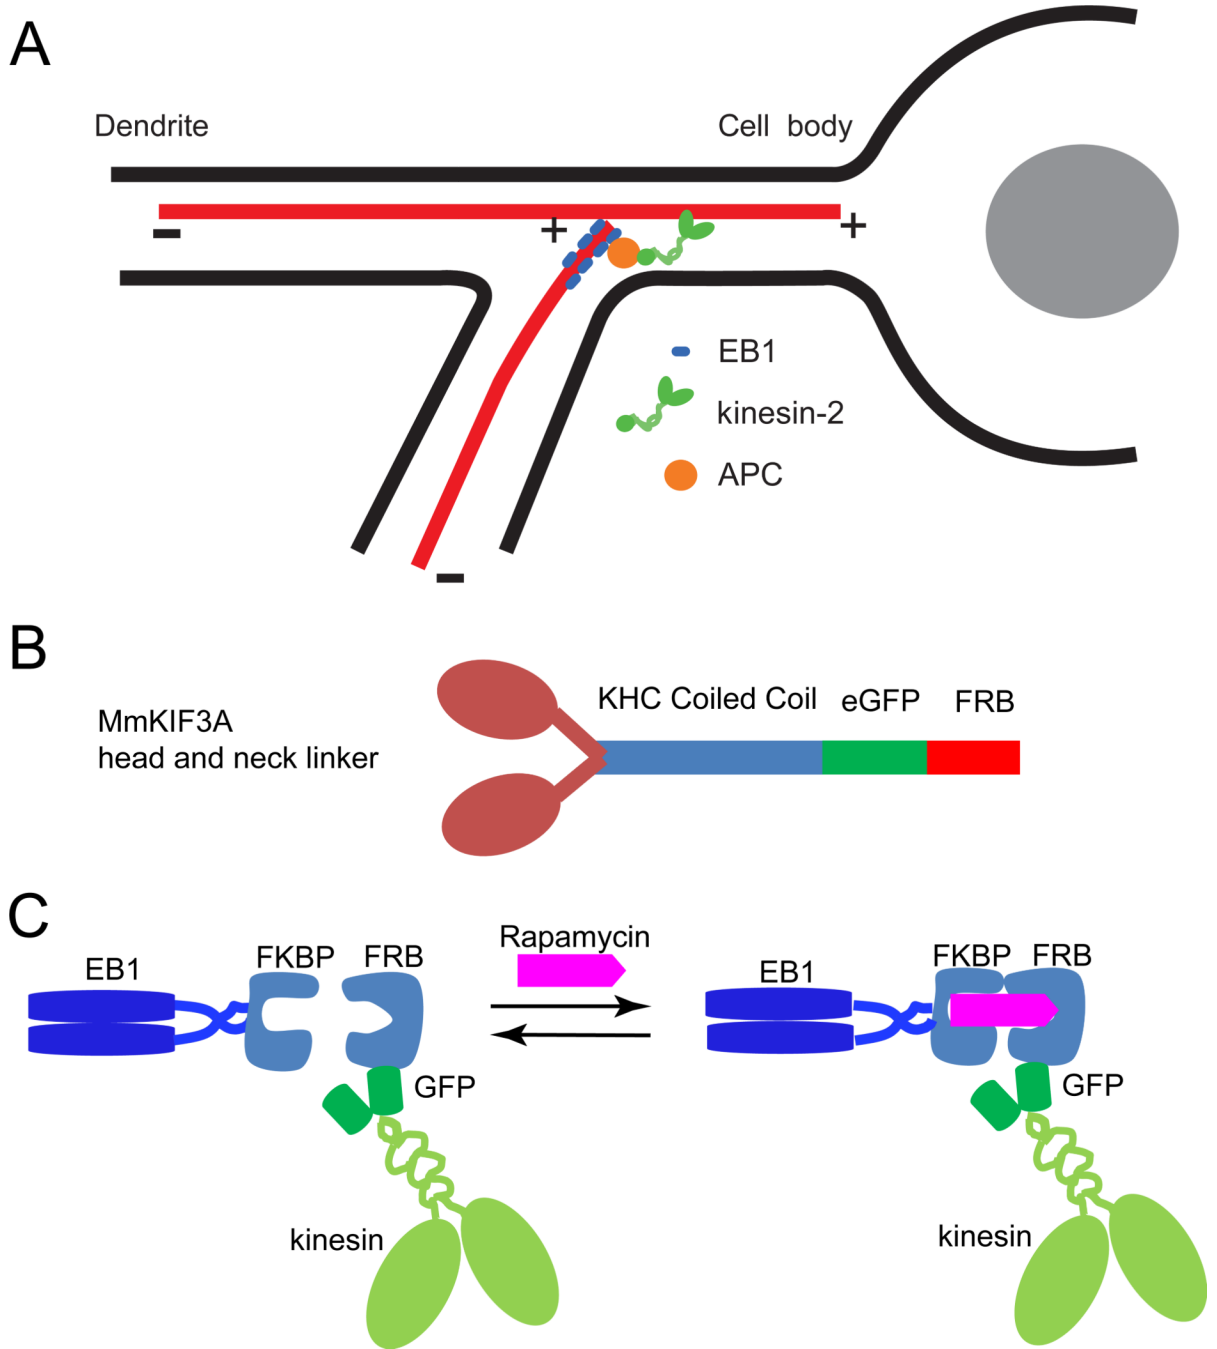 A
Dendrite
Cell body
+
+
−
EB1
kinesin-2
APC
−
B
MmKIF3A
head and neck linker
KHC Coiled Coil
eGFP
FRB
C
EB1
FKBP
FRB
GFP
kinesin
Rapamycin
EB1
FKBP
FRB
GFP
kinesin